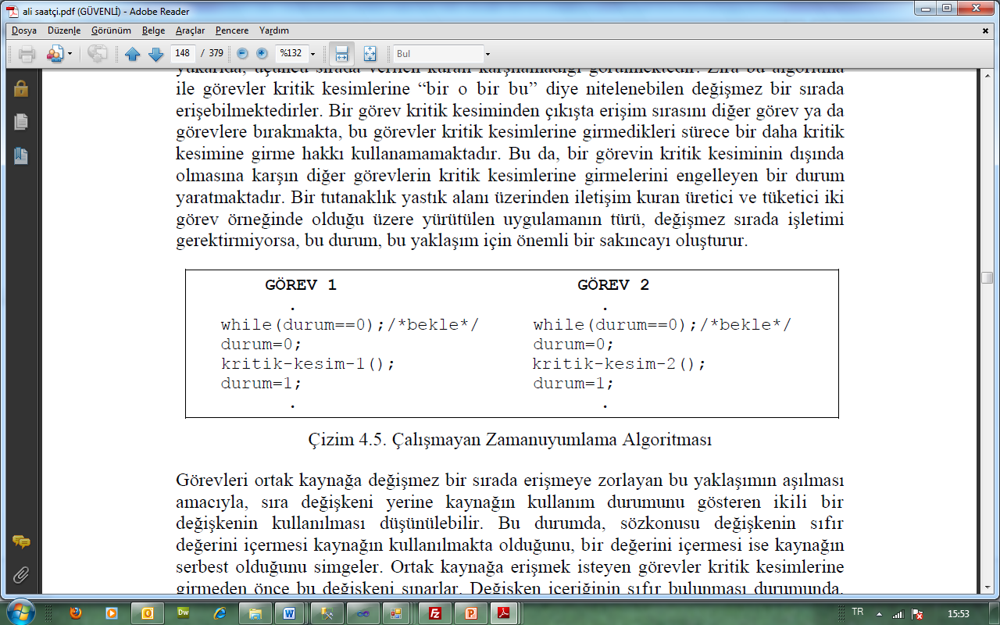 ali saatçi.pdf (GÜVENLİ) - Adobe Reader
Dosya Düzenle Görünüm Belge Araçlar Pencere Yardım
148 / 379 %132 Bul
yukarıda, üçüncü sırada verilen kuralı karşılamadığı görülmektedir. Zira bu algoritma
ile görevler kritik kesimlerine “bir o bir bu” diye nitelenebilen değişmez bir sırada
erişebilmektedirler. Bir görev kritik kesiminden çıkışta erişim sırasını diğer görev ya da
görevlere bırakmakta, bu görevler kritik kesimlerine girmedikleri sürece bir daha kritik
kesimine girme hakkı kullanamamaktadır. Bu da, bir görevin kritik kesiminin dışında
olmasına karşın diğer görevlerin kritik kesimlerine girmelerini engelleyen bir durum
yaratmaktadır. Bir tutanaklık yastık alanı üzerinden iletişim kuran üretici ve tüketici iki
görev örneğinde olduğu üzere yürütülen uygulamanın türü, değişmez sırada işletimi
gerektirmiyorsa, bu durum, bu yaklaşım için önemli bir sakıncayı oluşturur.
GÖREV 1 GÖREV 2
. .
while(durum==0);/*bekle*/ while(durum==0);/*bekle*/
durum=0; durum=0;
kritik-kesim-1(); kritik-kesim-2();
durum=1; durum=1;
. .
Çizim 4.5. Çalışmayan Zamanuyumlama Algoritması
Görevleri ortak kaynağa değişmez bir sırada erişmeye zorlayan bu yaklaşımın aşılması
amacıyla, sıra değişkeni yerine kaynağın kullanım durumunu gösteren ikili bir
değişkenin kullanılması düşünülebilir. Bu durumda, sözkonusu değişkenin sıfır
değerini içermesi kaynağın kullanılmakta olduğunu, bir değerini içermesi ise kaynağın
serbest olduğunu simgeler. Ortak kaynağa erişmek isteyen görevler kritik kesimlerine
girmeden önce bu değişkeni sınarlar. Değişken içeriğinin sıfır bulunması durumunda,
TR 15:53